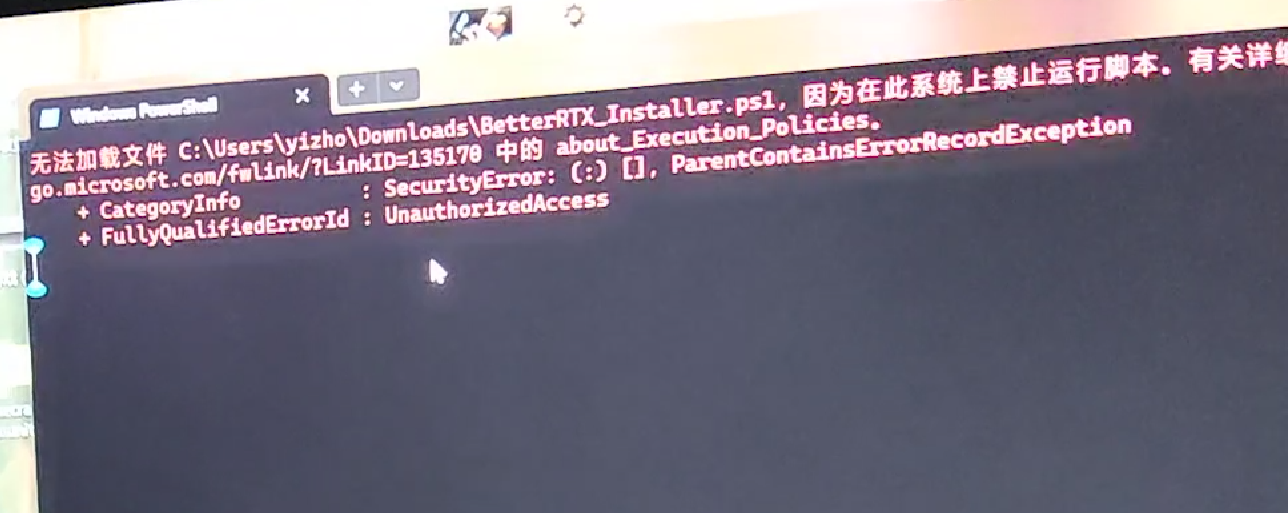 Windows PowerShell
无法加载文件 C:\Users\yizho\Downloads\BetterRTX_Installer.ps1, 因为在此系统上禁止运行脚本。有关详细
go.microsoft.com/fwlink/?LinkID=135170 中的 about_Execution_Policies。
+ CategoryInfo : SecurityError: (:) [], ParentContainsErrorRecordException
+ FullyQualifiedErrorId : UnauthorizedAccess